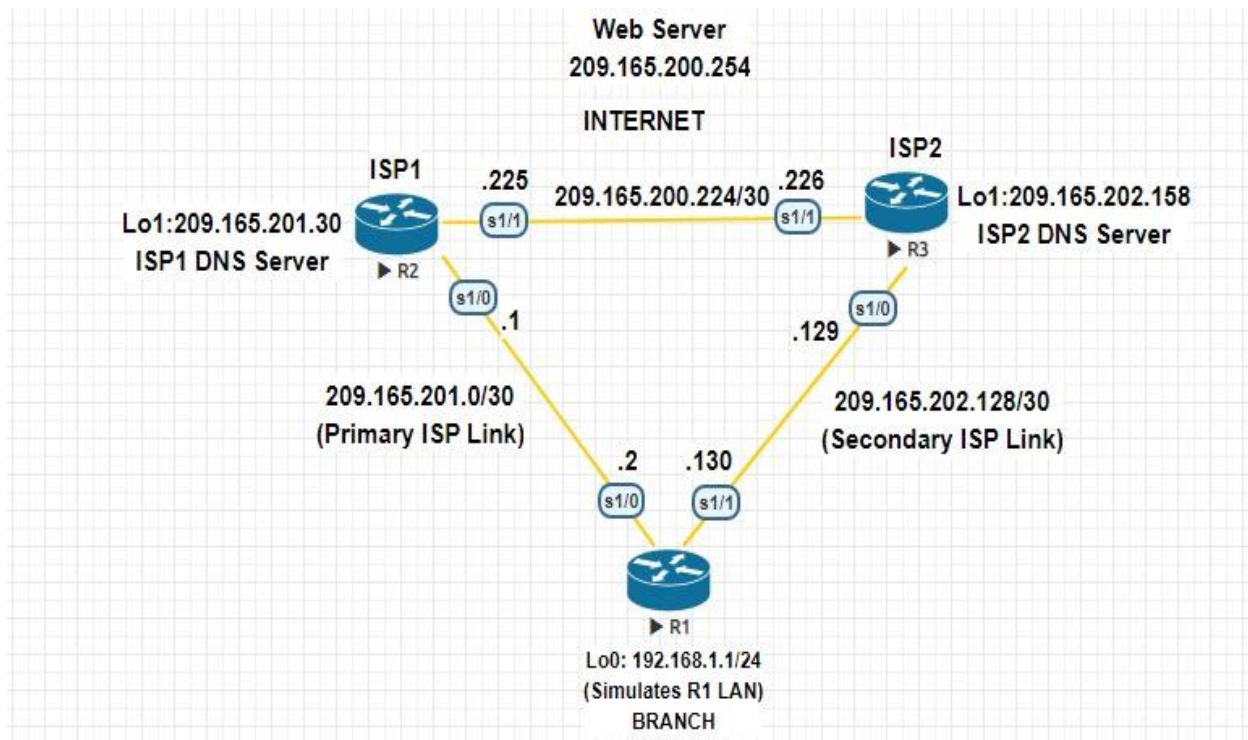 Web Server
209.165.200.254
INTERNET
ISP1
ISP2
.225
209.165.200.224/30
.226
s1/1
s1/1
Lo1:209.165.201.30
ISP1 DNS Server
R2
Lo1:209.165.202.158
ISP2 DNS Server
R3
s1/0
.1
s1/0
.129
209.165.201.0/30
(Primary ISP Link)
209.165.202.128/30
(Secondary ISP Link)
.2
.130
s1/0
s1/1
R1
Lo0: 192.168.1.1/24
(Simulates R1 LAN)
BRANCH